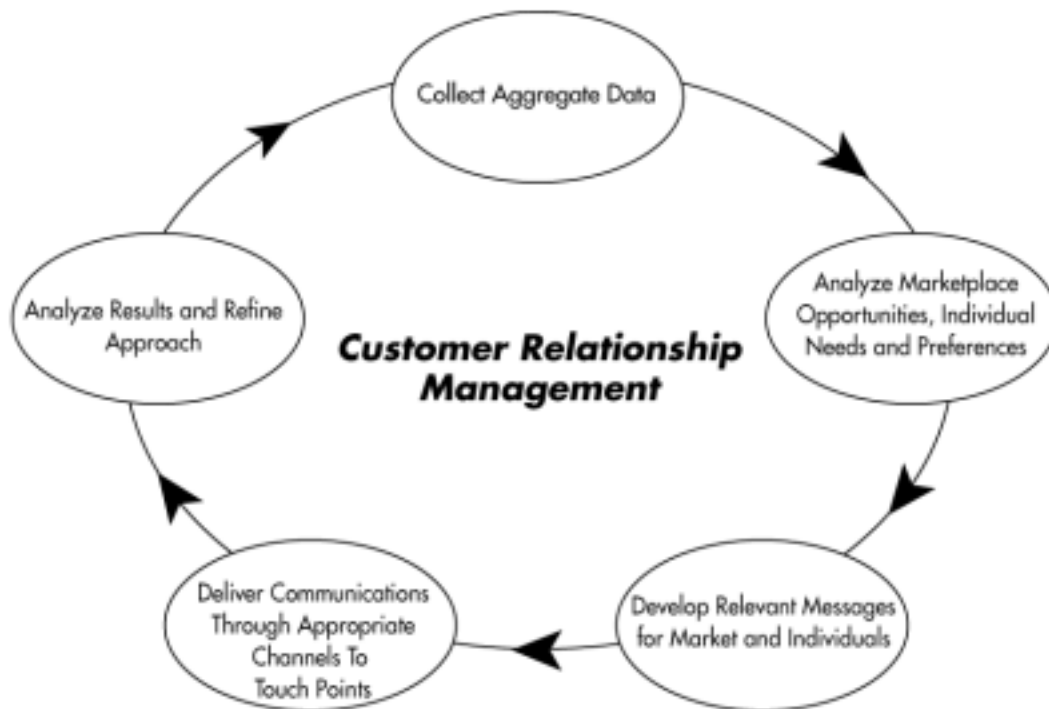 Collect Aggregate Data
Analyze Marketplace
Opportunities, Individual
Needs and Preferences
Analyze Results and Refine
Approach
Customer Relationship
Management
Develop Relevant Messages
for Market and Individuals
Deliver Communications
Through Appropriate
Channels To
Touch Points